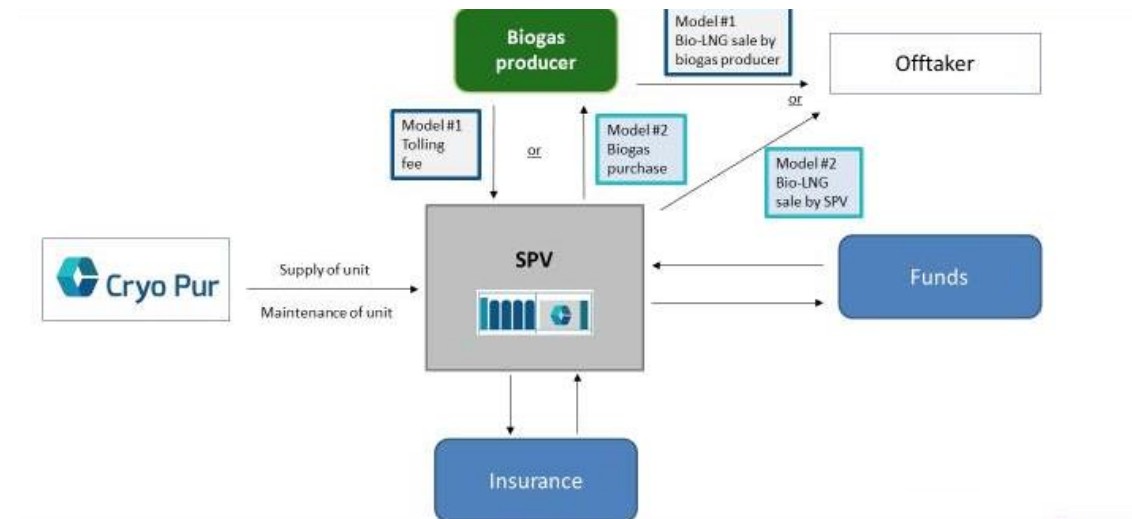 Biogas
producer
Model #1
Bio-LNG sale by
biogas producer
Offtaker
or
Model #1
Tolling
fee
or
Model #2
Biogas
purchase
Model #2
Bio-LNG
sale by SPV
Cryo Pur
Supply of unit
Maintenance of unit
SPV
Funds
Insurance